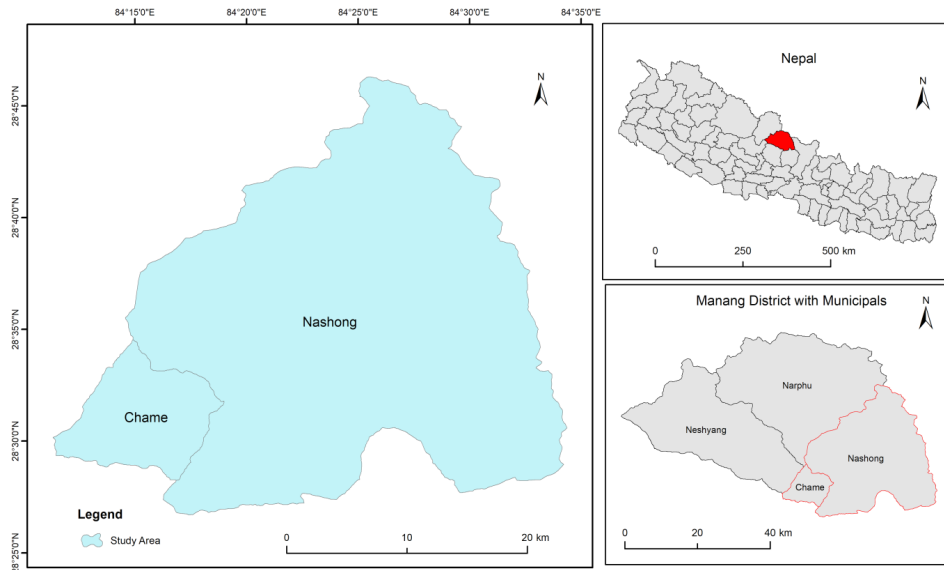 84°15'0"E
84°20'0"E
84°25'0"E
84°30'0"E
84°35'0"E
28°45'0"N
28°40'0"N
28°35'0"N
28°30'0"N
28°25'0"N
N
Nashong
Chame
Legend
Study Area
0 10 20 km
Nepal
N
0 250 500 km
Manang District with Municipals
N
Narphu
Neshyang
Nashong
Chame
0 20 40 km